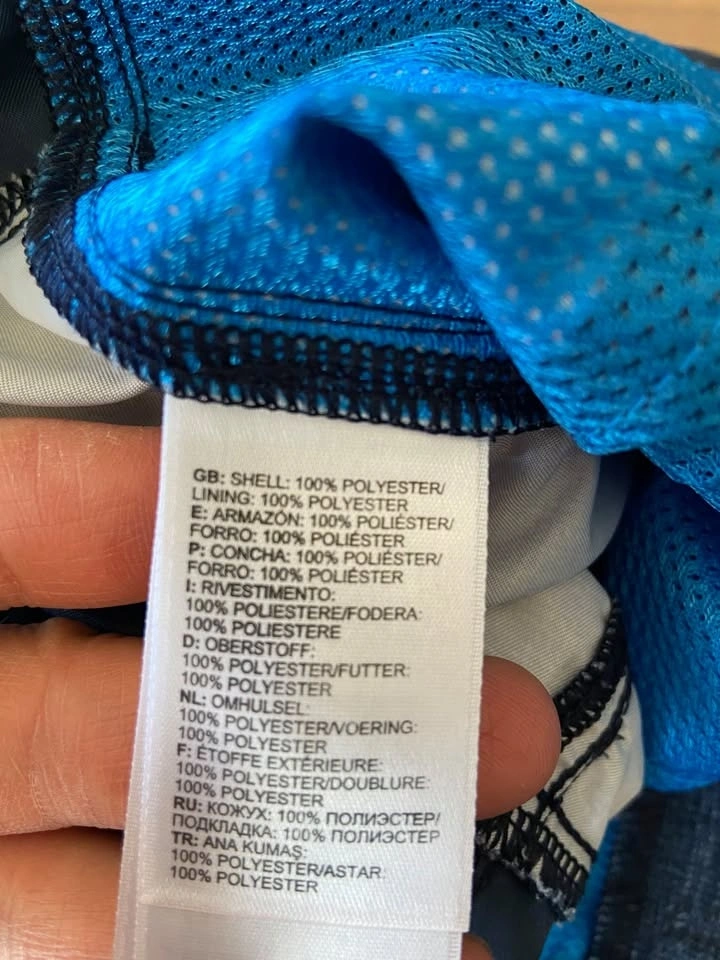 GB: SHELL: 100% POLYESTER/
LINING: 100% POLYESTER
E: ARMAZÓN: 100% POLIÉSTER/
FORRO: 100% POLIÉSTER
P: CONCHA: 100% POLIÉSTER/
FORRO: 100% POLIÉSTER
I: RIVESTIMENTO:
100% POLIESTERE/FODERA:
100% POLIESTERE
D: OBERSTOFF:
100% POLYESTER/FUTTER:
100% POLYESTER
NL: OMHULSEL:
100% POLYESTER/VOERING:
100% POLYESTER
F: ÉTOFFE EXTÉRIEURE:
100% POLYESTER/DOUBLURE:
100% POLYESTER
RU: КОЖУХ: 100% ПОЛИЭСТЕР/
ПОДКЛАДКА: 100% ПОЛИЭСТЕР
TR: ANA KUMAŞ:
100% POLYESTER/ASTAR:
100% POLYESTER